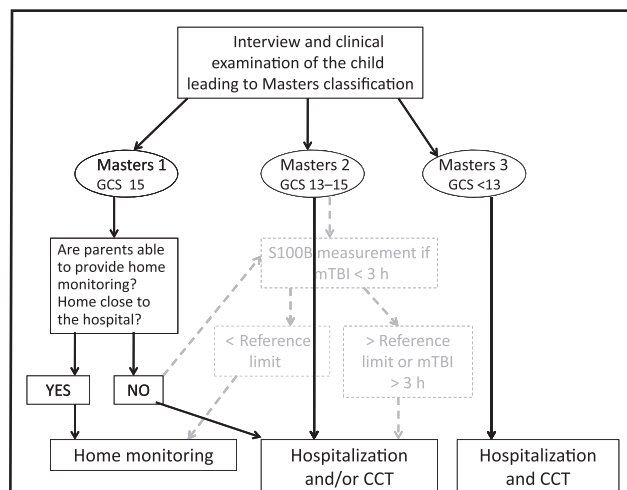 Interview and clinical
examination of the child
leading to Masters classification
Masters 1
GCS 15
Masters 2
GCS 13–15
Masters 3
GCS <13
Are parents able
to provide home
monitoring?
Home close to
the hospital?
S100B measurement if
mTBI < 3 h
< Reference
limit
> Reference
limit or mTBI
> 3 h
YES
NO
Home monitoring
Hospitalization
and/or CCT
Hospitalization
and CCT